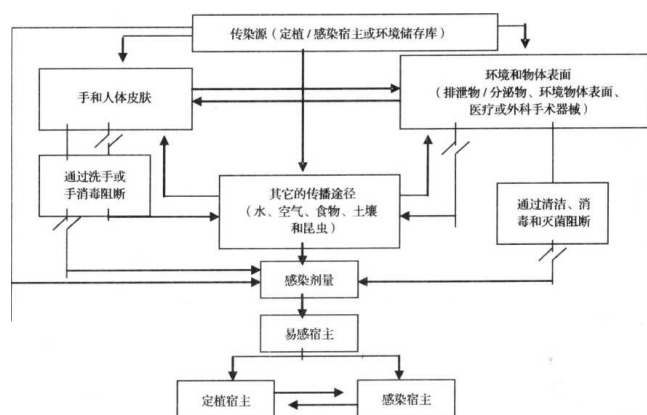 传染源（定植 / 感染宿主或环境储存库）
手和人体皮肤
环境和物体表面
（排泄物 / 分泌物、环境物体表面、
医疗或外科手术器械）
通过洗手或
手消毒阻断
其它的传播途径
（水、空气、食物、土壤
和昆虫）
通过清洁、消
毒和灭菌阻断
感染剂量
易感宿主
定植宿主
感染宿主